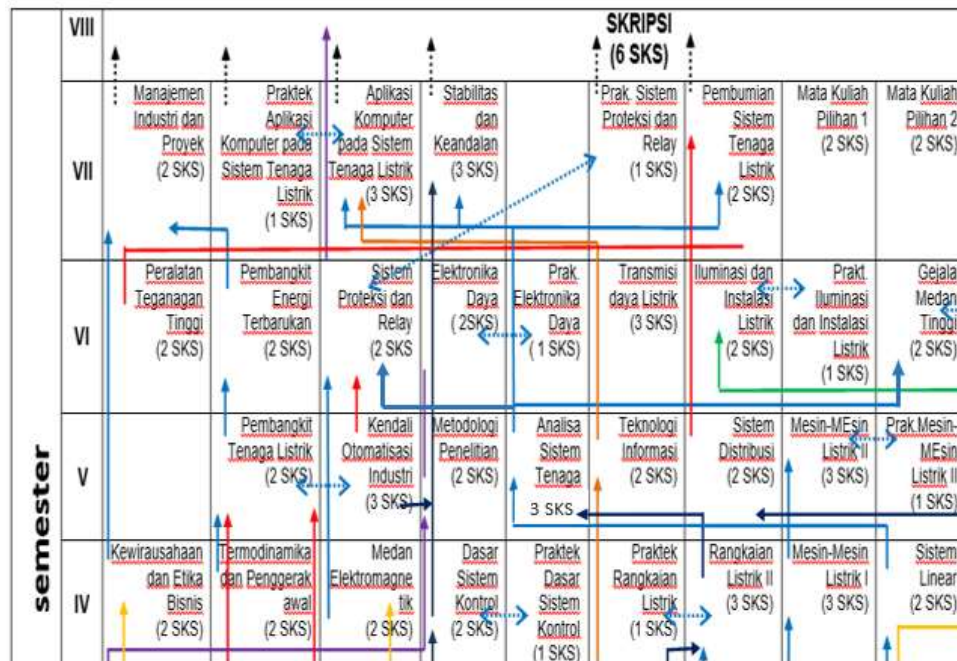 VIII
SKRIPSI
(6 SKS)
semester
VII
Manajemen
Industri dan
Proyek
(2 SKS)
Praktek
Aplikasi
Komputer pada
Sistem Tenaga
Listrik
(1 SKS)
Aplikasi
Komputer
pada Sistem
Tenaga Listrik
(3 SKS)
Stabilitas
dan
Keandalan
(3 SKS)
Prak. Sistem
Proteksi dan
Relay
(1 SKS)
Pembumian
Sistem
Tenaga
Listrik
(2 SKS)
Mata Kuliah
Pilihan 1
(2 SKS)
Mata Kuliah
Pilihan 2
(2 SKS)
VI
Peralatan
Teganagan
Tinggi
(2 SKS)
Pembangkit
Energi
Terbarukan
(2 SKS)
Sistem
Proteksi dan
Relay
(2 SKS
Elektronika
Daya
( 2SKS)
Prak.
Elektronika
Daya
( 1 SKS)
Transmisi
daya Listrik
(3 SKS)
Iluminasi dan
Instalasi
Listrik
(2 SKS)
Prakt.
Iluminasi
dan Instalasi
Listrik
(1 SKS)
Gejala
Medan
Tinggi
(2 SKS)
V
Pembangkit
Tenaga Listrik
(2 SKS)
Kendali
Otomatisasi
Industri
(3 SKS)
Metodologi
Penelitian
(2 SKS)
Analisa
Sistem
Tenaga
3 SKS
Teknologi
Informasi
(2 SKS)
Sistem
Distribusi
(2 SKS)
Mesin-MEsin
Listrik II
(3 SKS)
Prak.Mesin-
MEsin
Listrik II
(1 SKS)
IV
Kewirausahaan
dan Etika
Bisnis
(2 SKS)
Termodinamika
dan Penggerak
awal
(2 SKS)
Medan
Elektromagne
tik
(2 SKS)
Dasar
Sistem
Kontrol
(2 SKS)
Praktek
Dasar
Sistem
Kontrol
(1 SKS)
Praktek
Rangkaian
Listrik
(1 SKS)
Rangkaian
Listrik II
(3 SKS)
Mesin-Mesin
Listrik I
(3 SKS)
Sistem
Linear
(2 SKS)